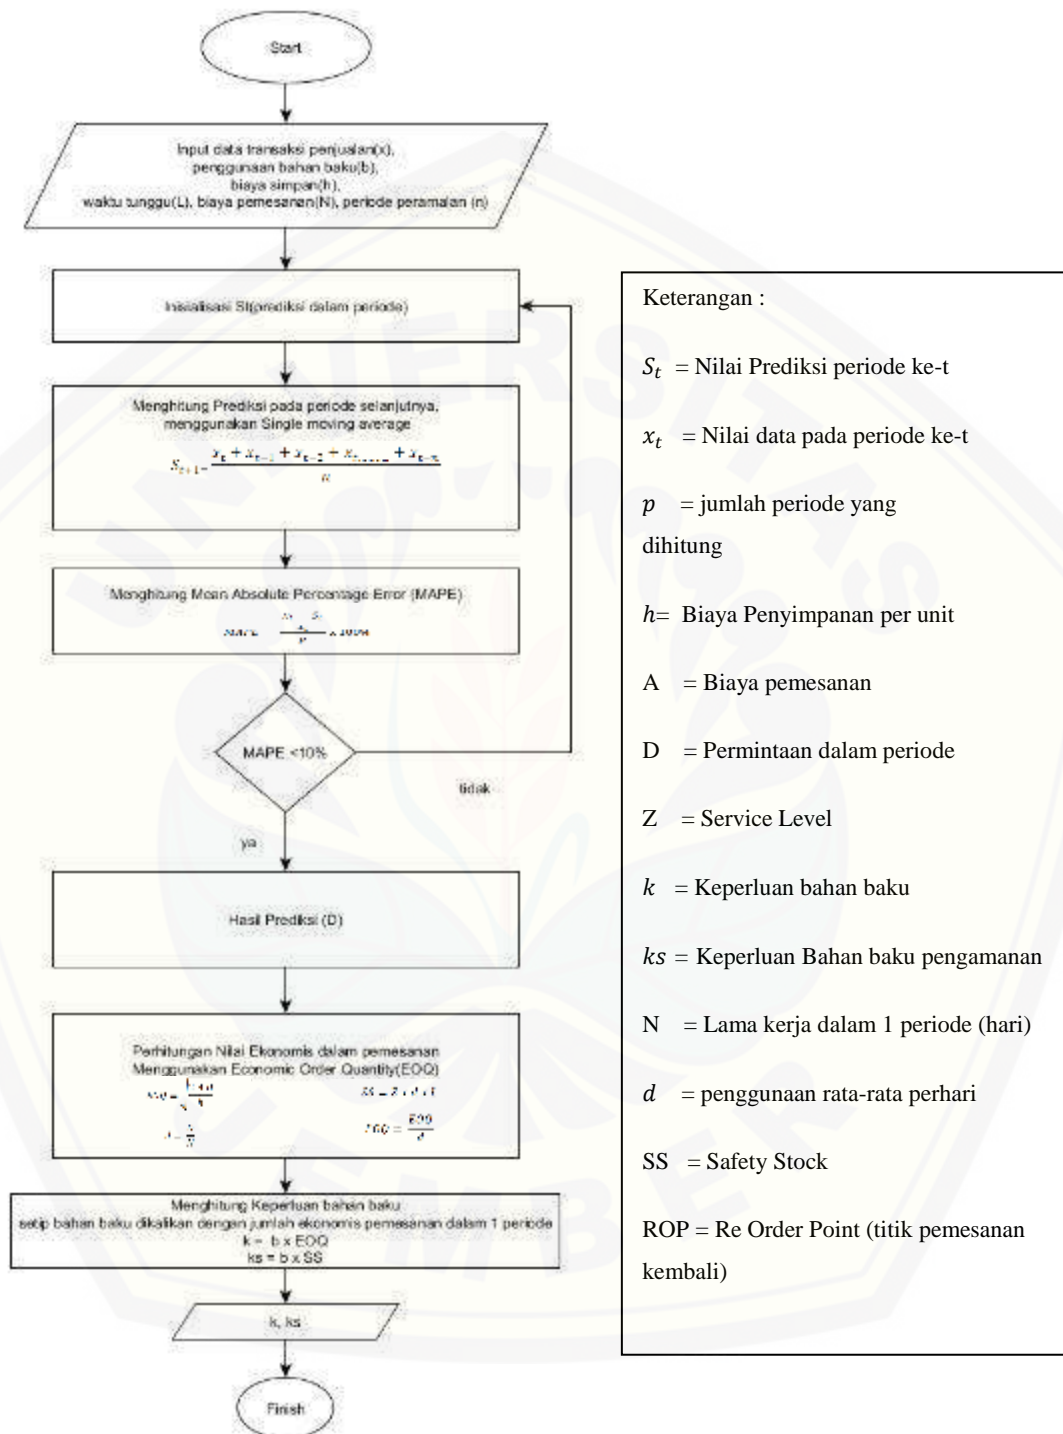 Start
Input data transaksi penjualan(x),
penggunaan bahan baku(b),
biaya simpan(h),
waktu tunggu(L), biaya pemesanan(N), periode peramalan (n)
Inisialisasi St(prediksi dalam periode)
Menghitung Prediksi pada periode selanjutnya,
menggunakan Single moving average
Menghitung Mean Absolute Percentage Error (MAPE)
MAPE <10%
tidak
ya
Hasil Prediksi (D)
Perhitungan Nilai Ekonomis dalam pemesanan
Menggunakan Economic Order Quantity(EOQ)
Menghitung Keperluan bahan baku
setip bahan baku dikalikan dengan jumlah ekonomis pemesanan dalam 1 periode
k = b x EOQ
ks = b x SS
k, ks
Finish
Keterangan :
S_t = Nilai Prediksi periode ke-t
x_t = Nilai data pada periode ke-t
p = jumlah periode yang
dihitung
h= Biaya Penyimpanan per unit
A = Biaya pemesanan
D = Permintaan dalam periode
Z = Service Level
k = Keperluan bahan baku
ks = Keperluan Bahan baku pengamanan
N = Lama kerja dalam 1 periode (hari)
d = penggunaan rata-rata perhari
SS = Safety Stock
ROP = Re Order Point (titik pemesanan
kembali)
UNIVERSITAS
JEMBER